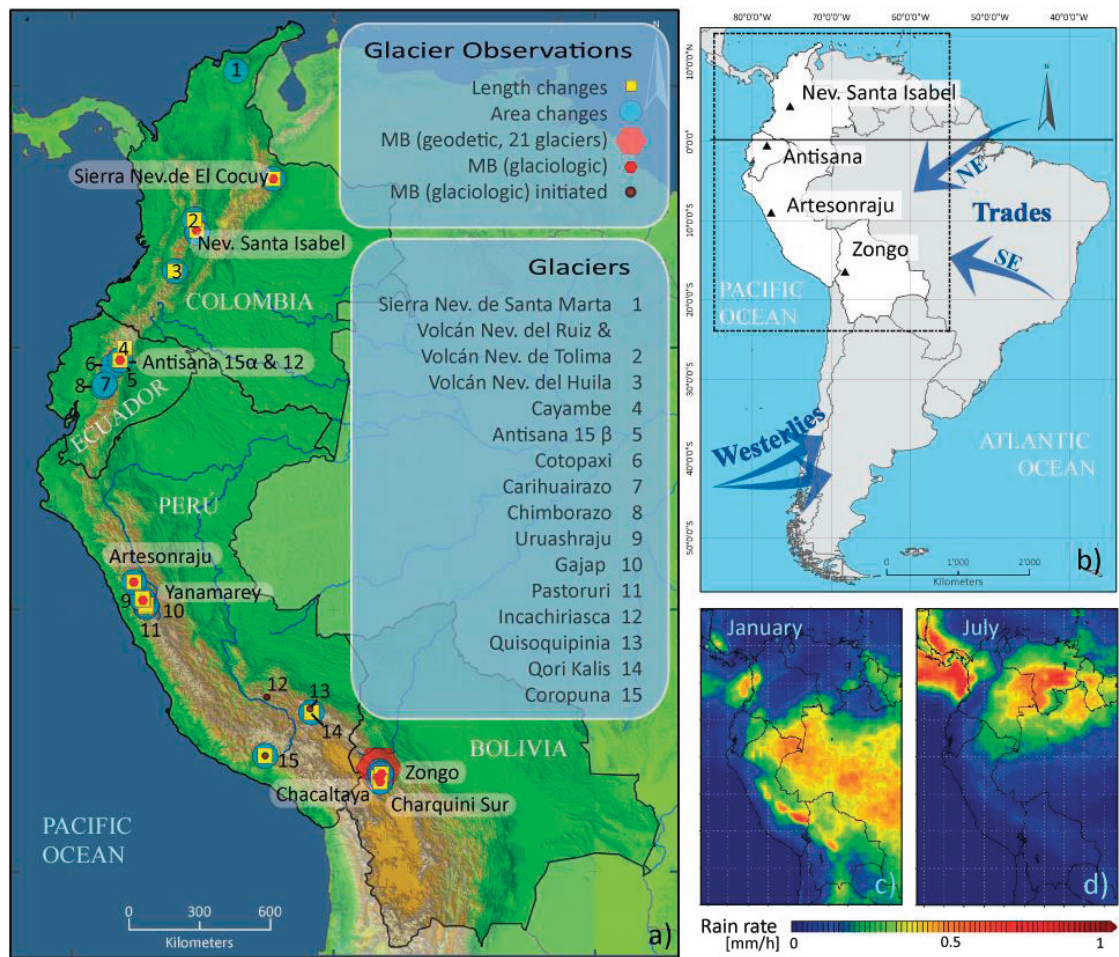 Glacier Observations
Length changes
Area changes
MB (geodetic, 21 glaciers)
MB (glaciologic)
MB (glaciologic) initiated
Glaciers
Sierra Nev. de Santa Marta 1
Volcán Nev. del Ruiz &
Volcán Nev. de Tolima 2
Volcán Nev. del Huila 3
Cayambe 4
Antisana 15 β 5
Cotopaxi 6
Carihuairazo 7
Chimborazo 8
Uruashraju 9
Gajap 10
Pastoruri 11
Incachiriasca 12
Quisoquipinia 13
Qori Kalis 14
Coropuna 15
1
Sierra Nev.de El Cocuy
2
Nev. Santa Isabel
3
COLOMBIA
4
Antisana 15α & 12
6
5
8
7
ECUADOR
PERÚ
Artesonraju
Yanamarey
9
10
11
12
13
14
15
BOLIVIA
Zongo
Chacaltaya
Charquini Sur
PACIFIC
OCEAN
0 300 600
Kilometers
a)
N
80°0'0"W 70°0'0"W 60°0'0"W 50°0'0"W 40°0'0"W
10°0'0"N
0°0'0"
10°0'0"S
20°0'0"S
30°0'0"S
40°0'0"S
50°0'0"S
Nev. Santa Isabel
Antisana
Artesonraju
Zongo
NE
Trades
SE
PACIFIC
OCEAN
Westerlies
ATLANTIC
OCEAN
0 1'000 2'000
Kilometers
b)
January
c)
July
d)
Rain rate
[mm/h]
0 0.5 1